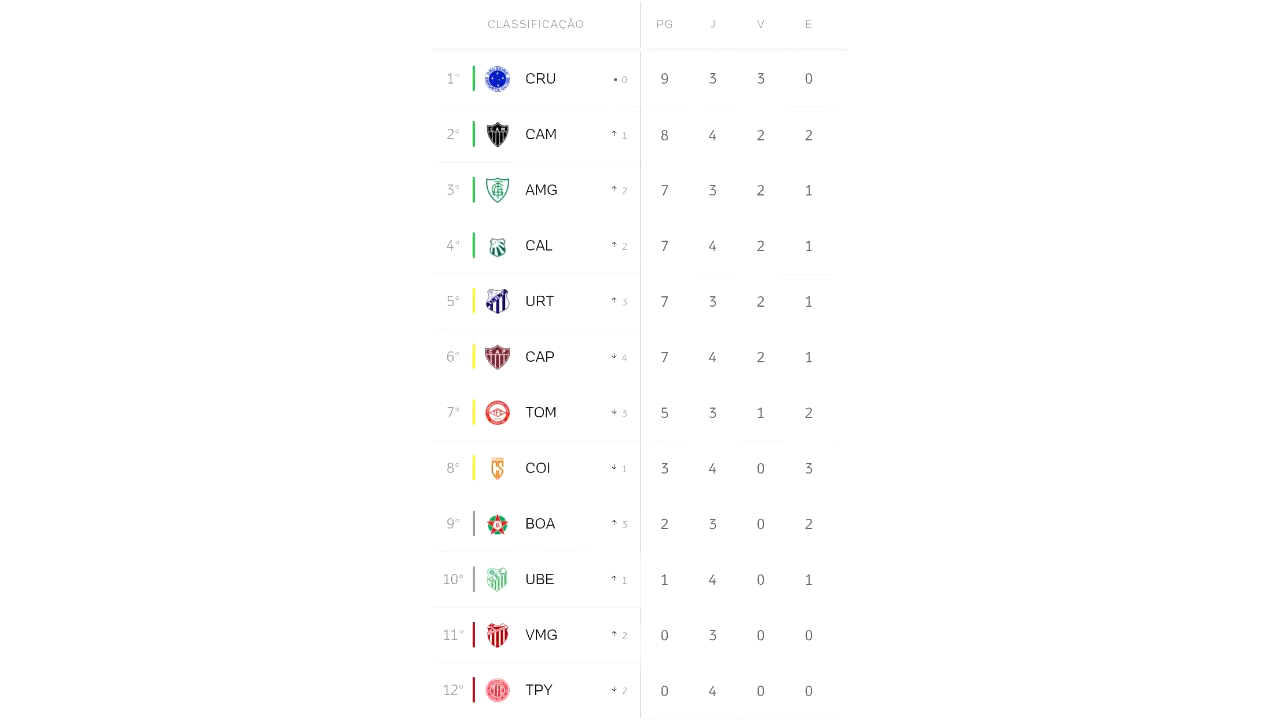 CLASSIFICAÇÃO PG J V E
1º CRU 0 9 3 3 0
2º CAM 1 8 4 2 2
3º AMG 2 7 3 2 1
4º CAL 2 7 4 2 1
5º URT 3 7 3 2 1
6º CAP 4 7 4 2 1
7º TOM 3 5 3 1 2
8º COI 1 3 4 0 3
9º BOA 3 2 3 0 2
10º UBE 1 1 4 0 1
11º VMG 2 0 3 0 0
12º TPY 2 0 4 0 0